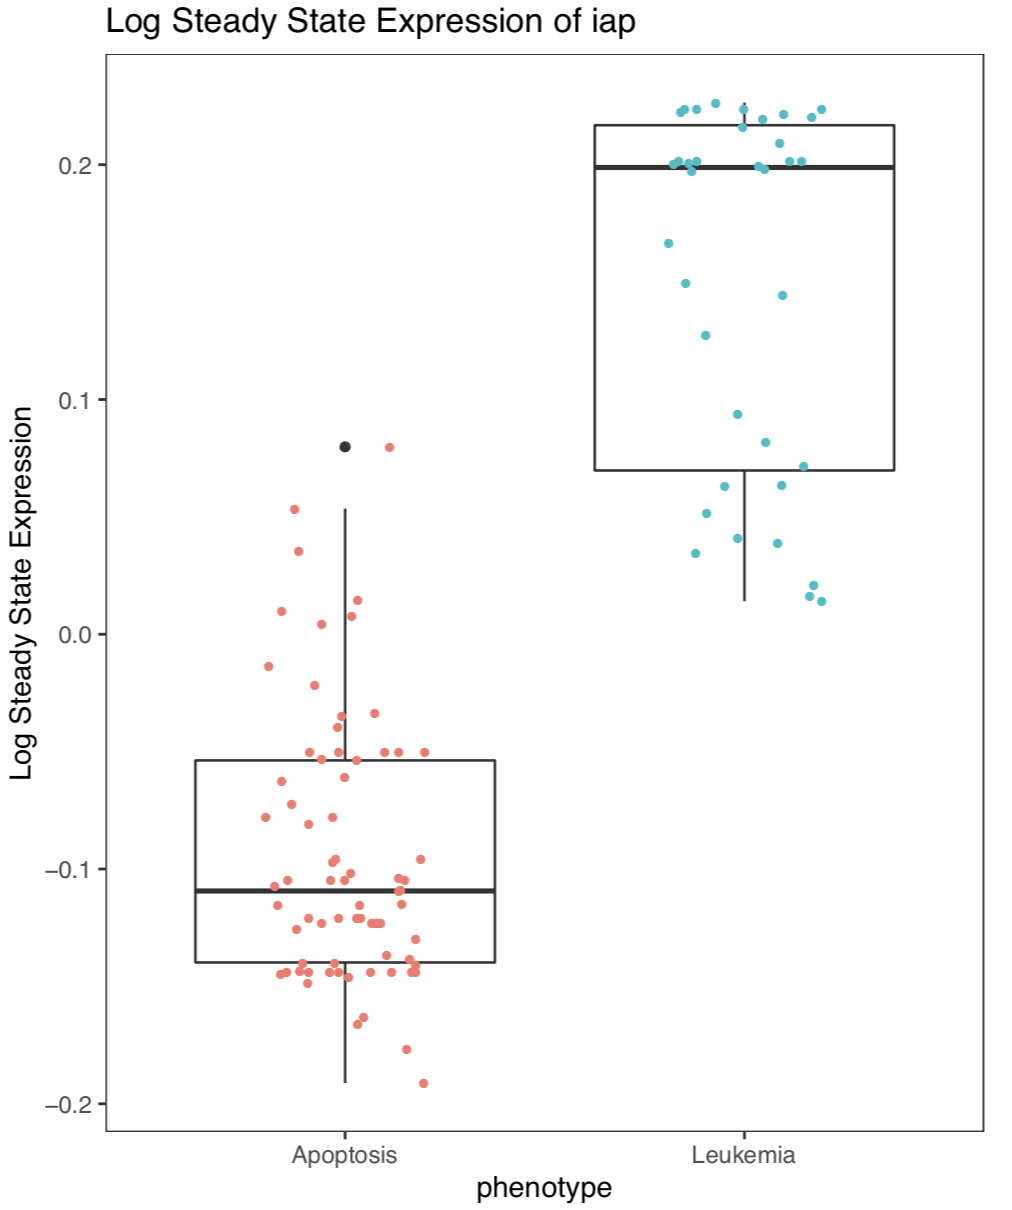 Log Steady State Expression of iap
Log Steady State Expression
0.2
0.1
0.0
−0.1
−0.2
Apoptosis
Leukemia
phenotype